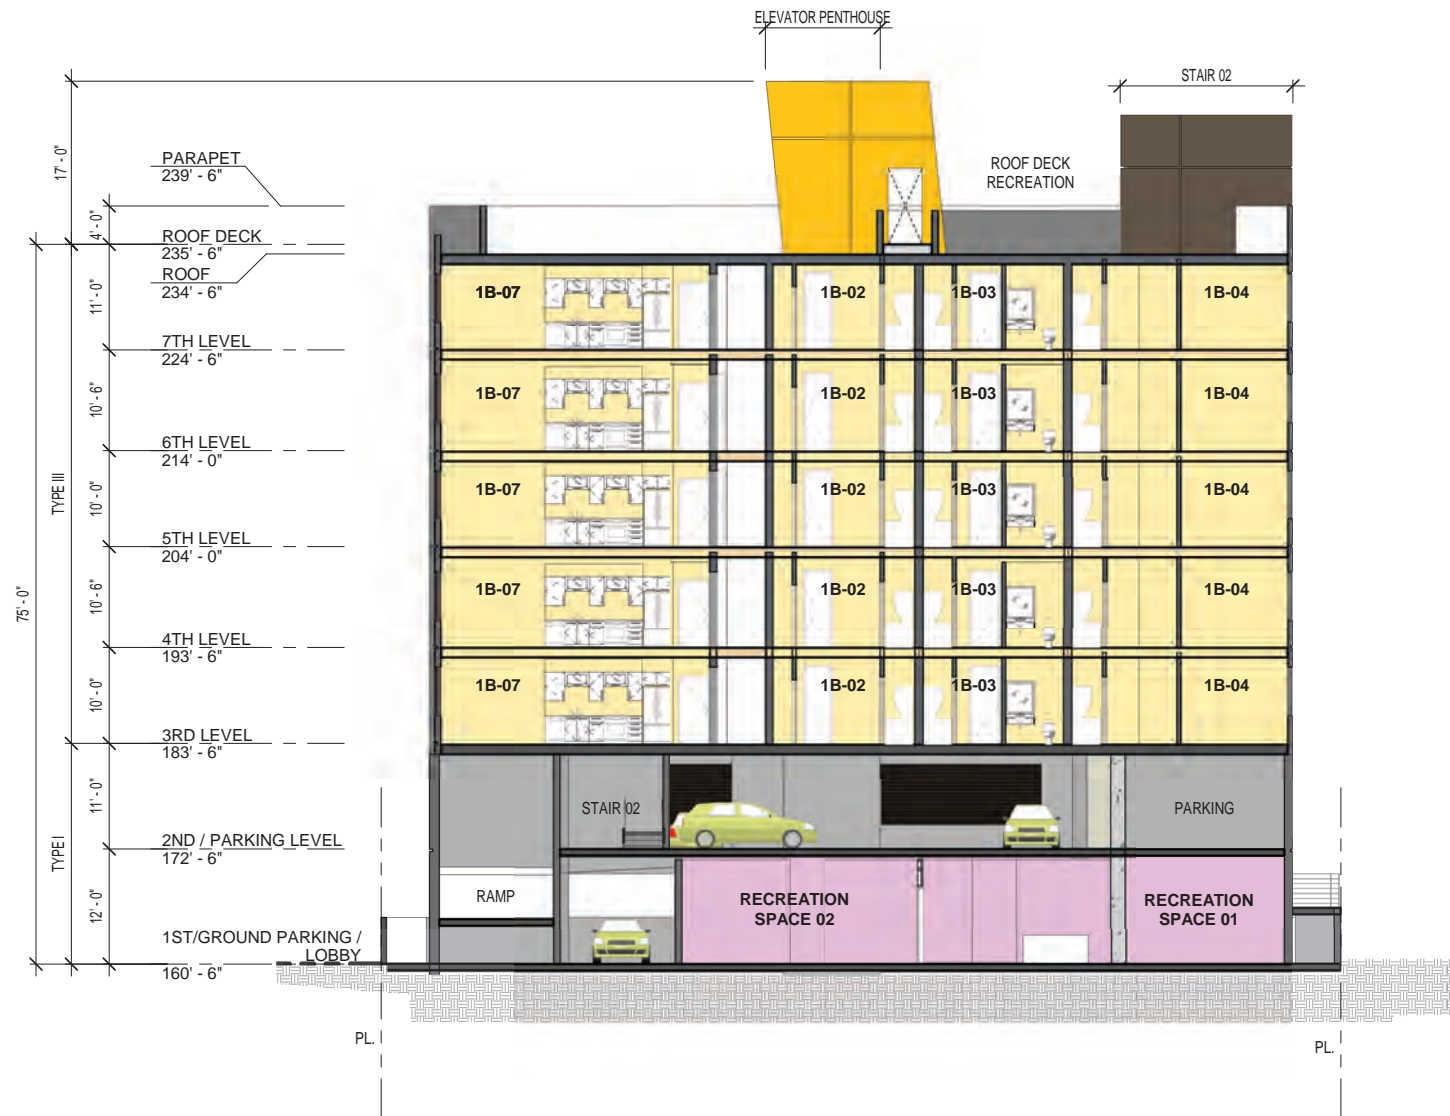 ELEVATOR PENTHOUSE
STAIR 02
17' - 0"
PARAPET
239' - 6"
ROOF DECK
RECREATION
4' - 0"
ROOF DECK
235' - 6"
ROOF
234' - 6"
11' - 0"
1B-07
1B-02
1B-03
1B-04
7TH LEVEL
224' - 6"
10' - 6"
1B-07
1B-02
1B-03
1B-04
6TH LEVEL
214' - 0"
TYPE III
10' - 0"
1B-07
1B-02
1B-03
1B-04
5TH LEVEL
204' - 0"
75' - 0"
10' - 6"
1B-07
1B-02
1B-03
1B-04
4TH LEVEL
193' - 6"
10' - 0"
1B-07
1B-02
1B-03
1B-04
3RD LEVEL
183' - 6"
11' - 0"
STAIR 02
PARKING
TYPE I
2ND / PARKING LEVEL
172' - 6"
12' - 0"
RAMP
RECREATION
SPACE 02
RECREATION
SPACE 01
1ST/GROUND PARKING /
LOBBY
160' - 6"
PL.
PL.